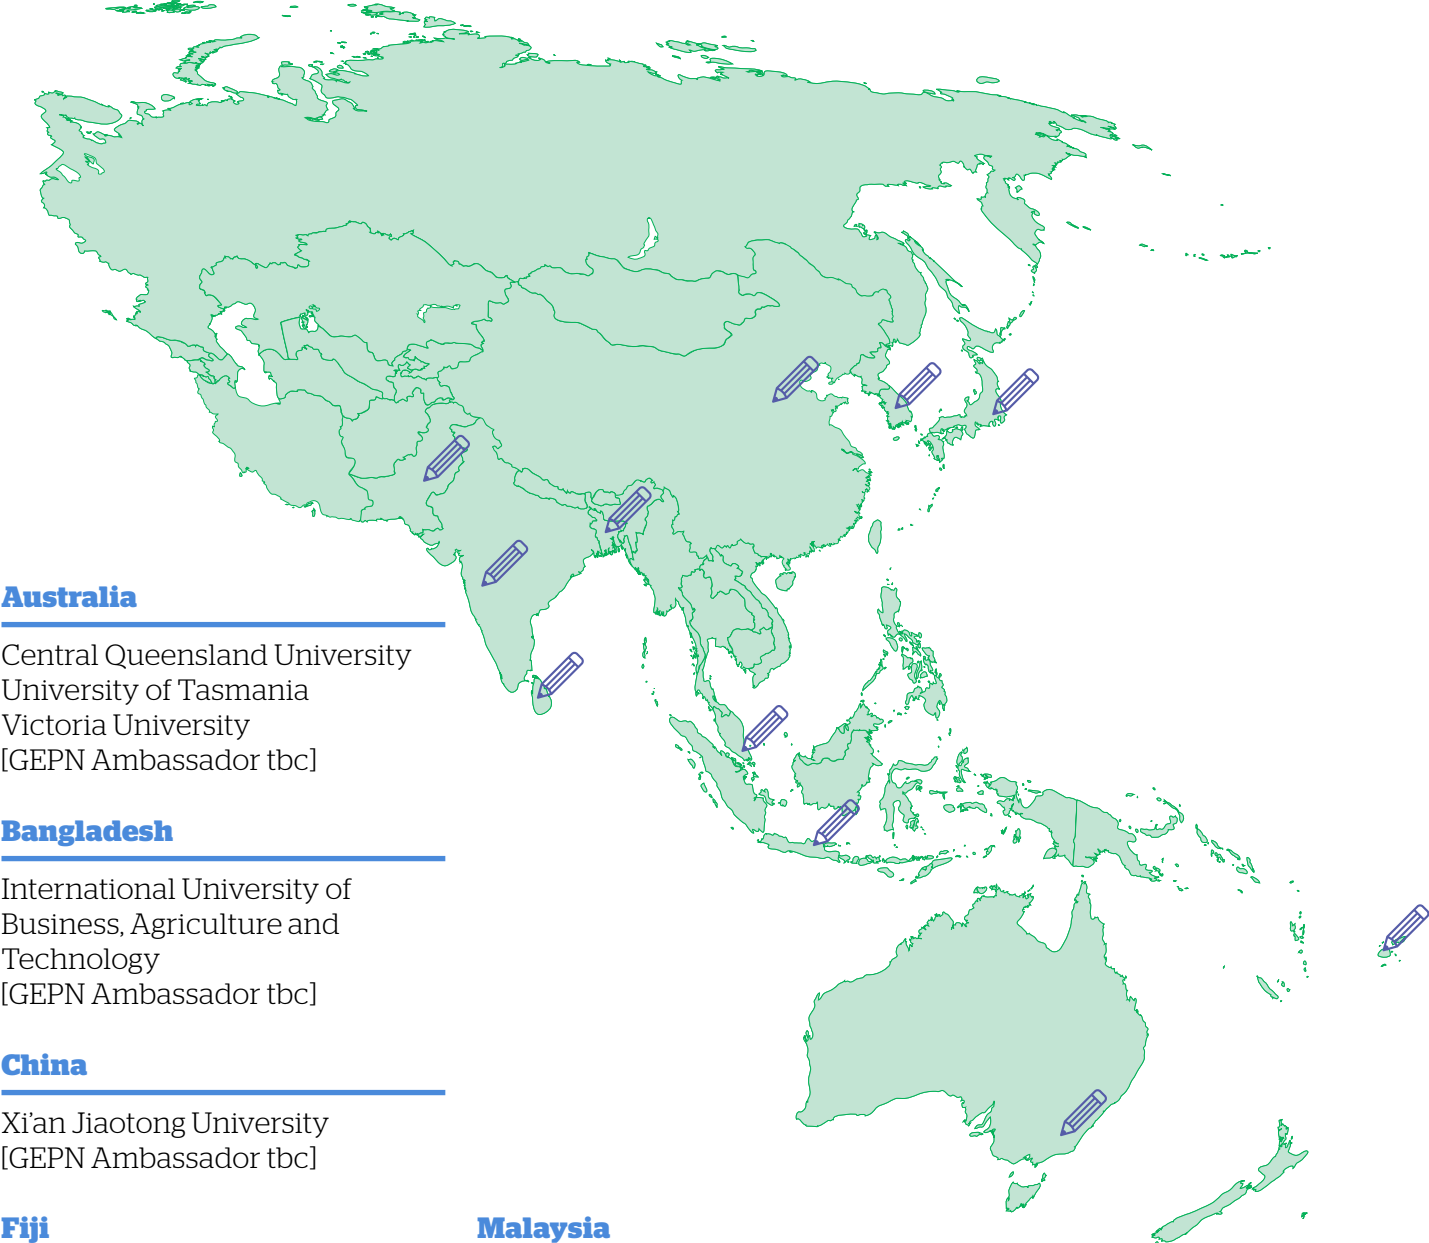 Australia
Central Queensland University
University of Tasmania
Victoria University
[GEPN Ambassador tbc]
Bangladesh
International University of
Business, Agriculture and
Technology
[GEPN Ambassador tbc]
China
Xi’an Jiaotong University
[GEPN Ambassador tbc]
Fiji
Malaysia